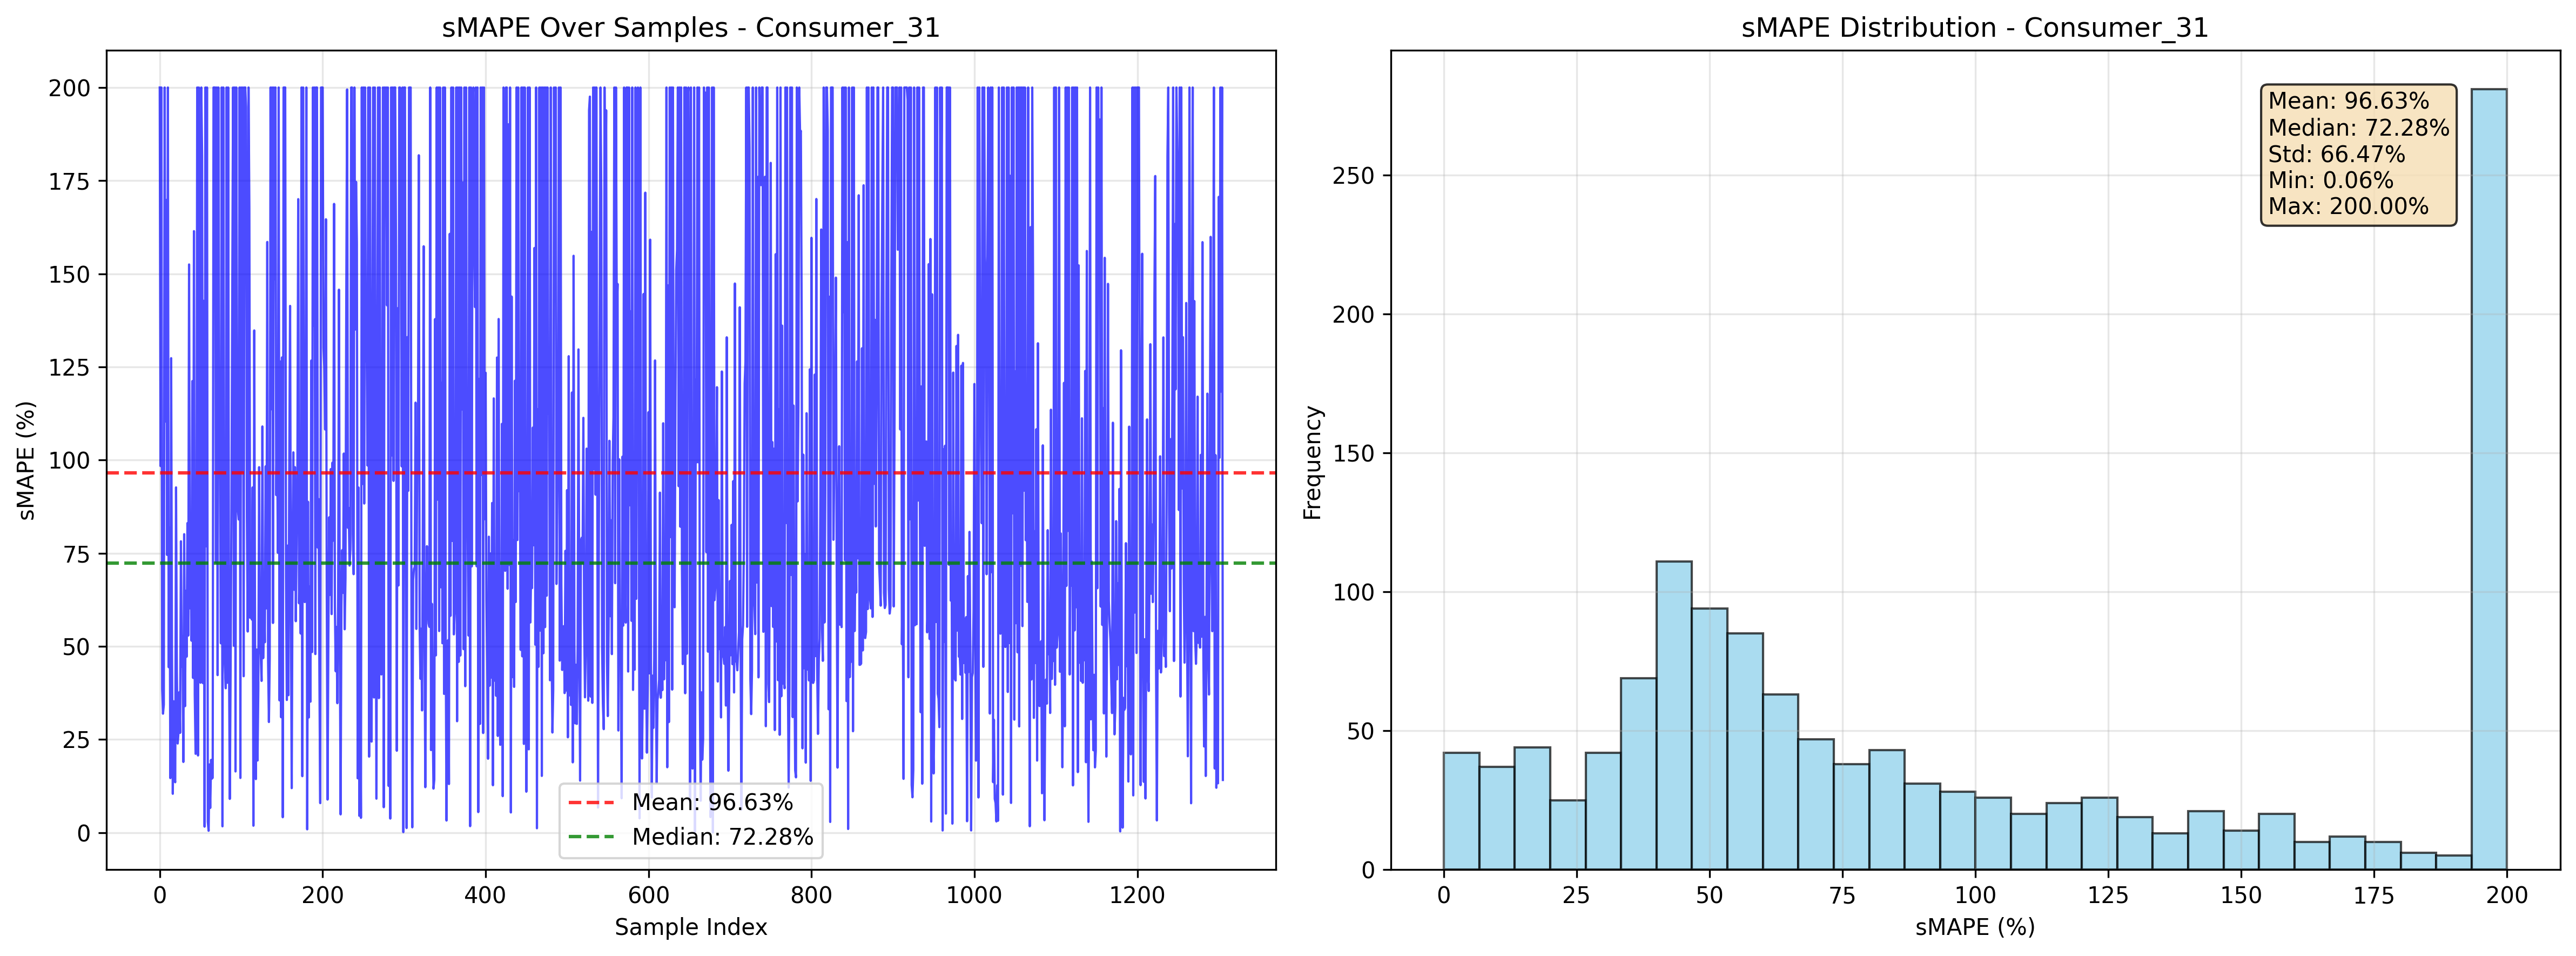 sMAPE Over Samples - Consumer_31
200
175
150
125
100
75
50
25
0
sMAPE (%)
Mean: 96.63%
Median: 72.28%
0
200
400
600
800
1000
1200
Sample Index
sMAPE Distribution - Consumer_31
Mean: 96.63%
Median: 72.28%
Std: 66.47%
Min: 0.06%
Max: 200.00%
250
200
150
100
50
0
Frequency
0
25
50
75
100
125
150
175
200
sMAPE (%)